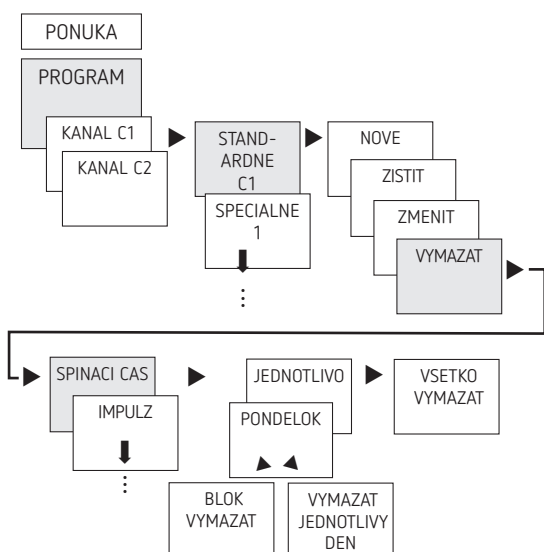 PONUKA
PROGRAM
KANAL C1
KANAL C2
STAND-
ARDNE
C1
SPECIALNE
1
NOVE
ZISTIT
ZMENIT
VYMAZAT
SPINACI CAS
IMPULZ
JEDNOTLIVO
PONDELOK
VSETKO
VYMAZAT
BLOK
VYMAZAT
VYMAZAT
JEDNOTLIVY
DEN